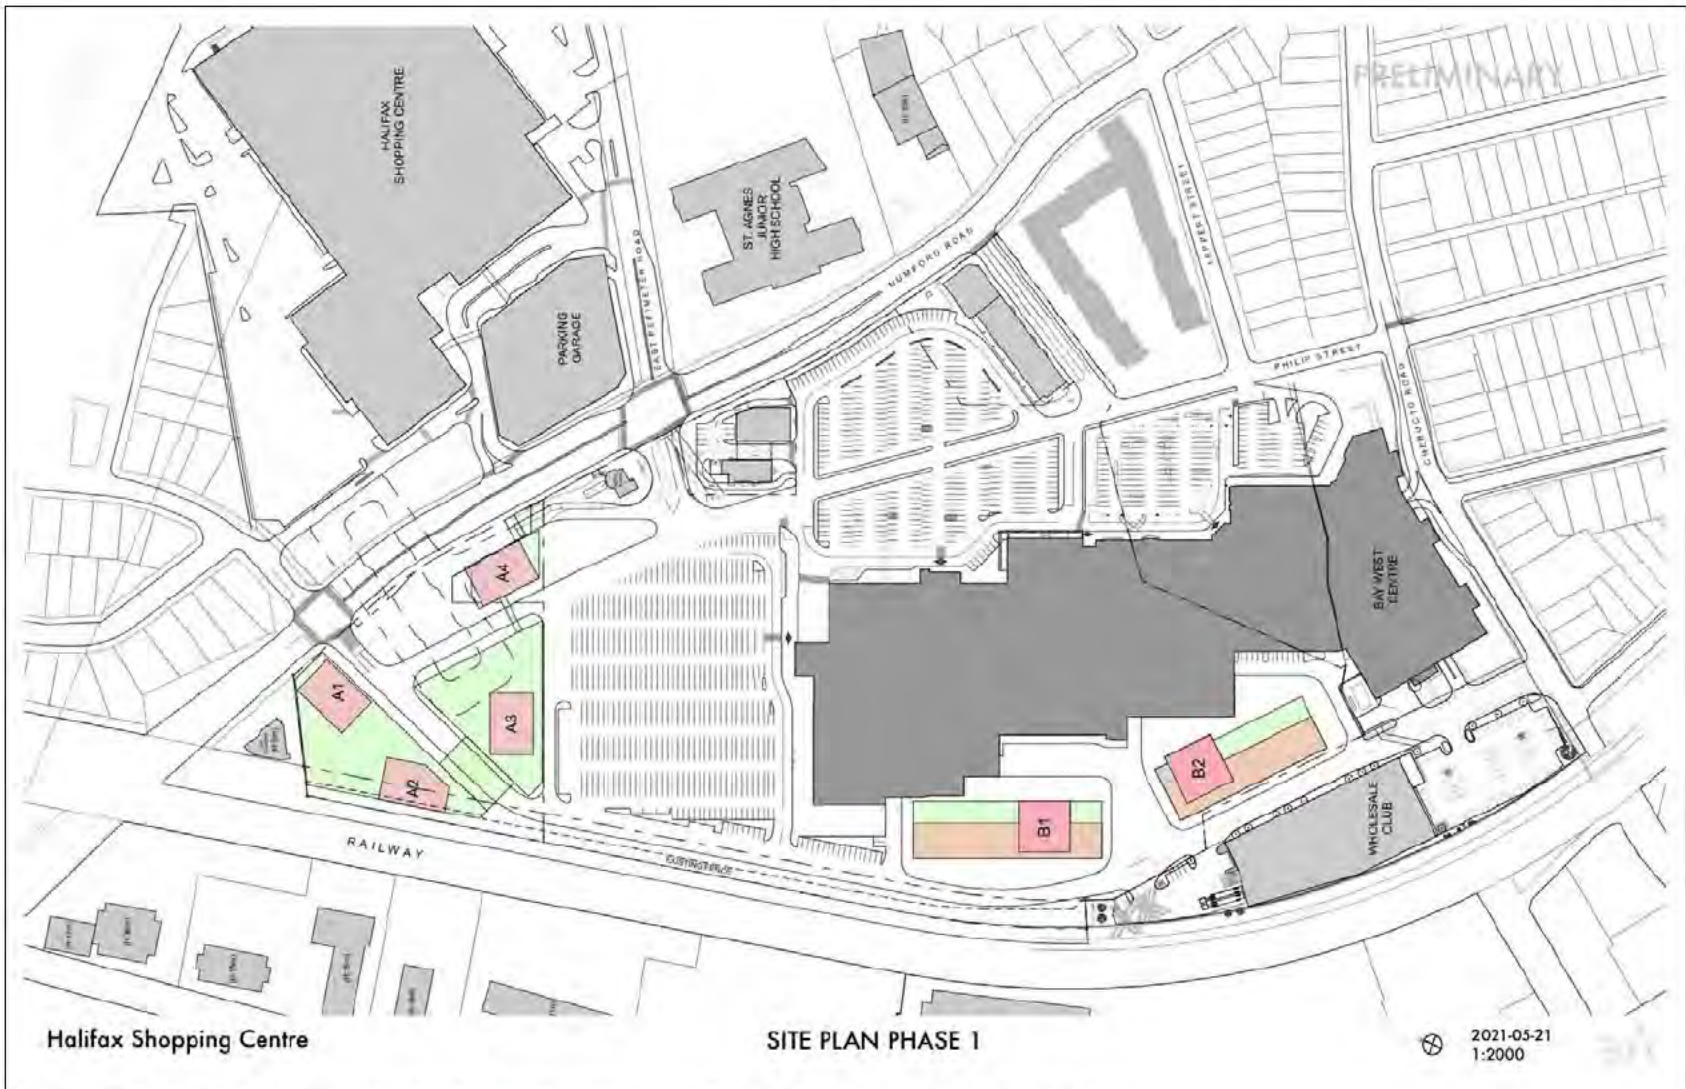 PRELIMINARY
HALIFAX
SHOPPING CENTRE
ST. AGNES
JUNIOR
HIGH SCHOOL
PARKING
GARAGE
EAST PERIMETER ROAD
MUMFORD ROAD
LEPPERT STREET
PHILIP STREET
CHEBUCTO ROAD
BAY WEST
CENTRE
A4
A1
A3
A2
B2
B1
WHOLESALE
CLUB
RAILWAY
Halifax Shopping Centre
SITE PLAN PHASE 1
2021-05-21
1:2000